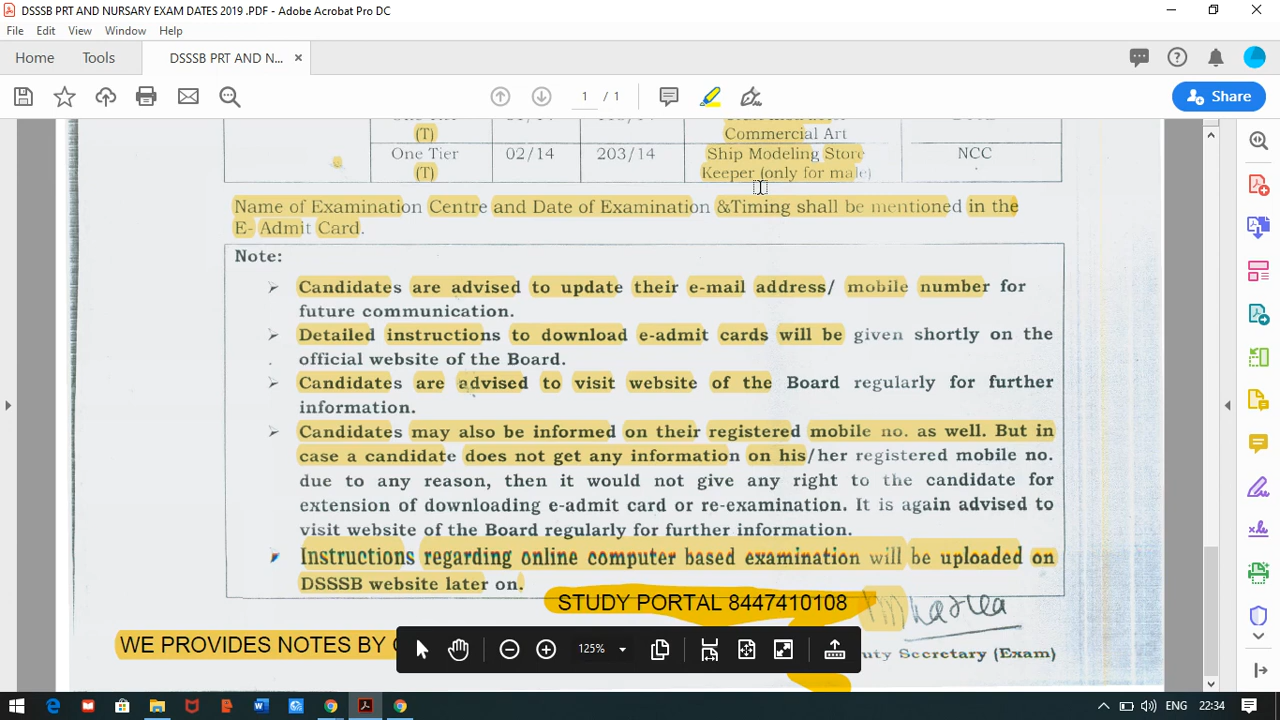 DSSSB PRT AND NURSARY EXAM DATES 2019 .PDF - Adobe Acrobat Pro DC
File Edit View Window Help
Home Tools DSSSB PRT AND N... ×
1 / 1 Share
(T) Commercial Art
One Tier 02/14 203/14 Ship Modeling Store NCC
(T) Keeper (only for male)
Name of Examination Centre and Date of Examination &Timing shall be mentioned in the
E- Admit Card.
Note:
Candidates are advised to update their e-mail address/ mobile number for
future communication.
Detailed instructions to download e-admit cards will be given shortly on the
official website of the Board.
Candidates are advised to visit website of the Board regularly for further
information.
Candidates may also be informed on their registered mobile no. as well. But in
case a candidate does not get any information on his/her registered mobile no.
due to any reason, then it would not give any right to the candidate for
extension of downloading e-admit card or re-examination. It is again advised to
visit website of the Board regularly for further information.
Instructions regarding online computer based examination will be uploaded on
DSSSB website later on.
STUDY PORTAL 8447410108
WE PROVIDES NOTES BY
125%
Secretary (Exam)
ENG 22:34